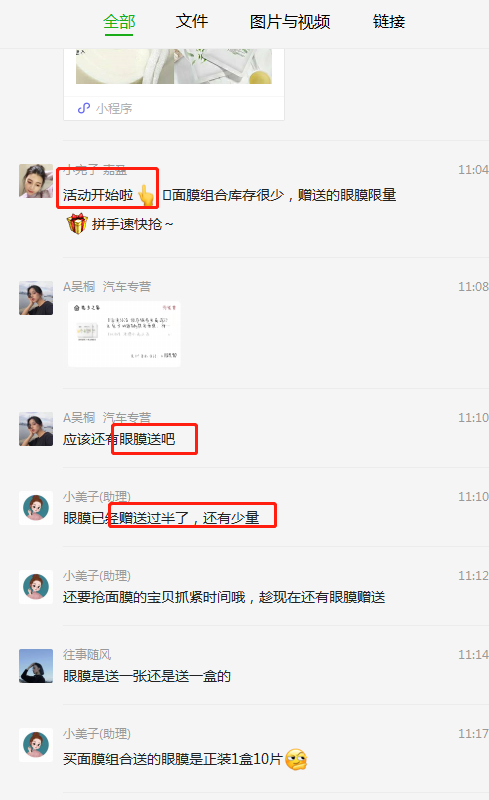 全部 文件 图片与视频 链接
小程序
小亮子 嘉盈 11:04
活动开始啦👆面膜组合库存很少，赠送的眼膜限量
🎁拼手速快抢～
A吴桐 汽车专营 11:08
A吴桐 汽车专营 11:10
应该还有眼膜送吧
小美子(助理) 11:10
眼膜已经赠送过半了，还有少量
小美子(助理) 11:12
还要抢面膜的宝贝抓紧时间哦，趁现在还有眼膜赠送
往事随风 11:14
眼膜是送一张还是送一盒的
小美子(助理) 11:17
买面膜组合送的眼膜是正装1盒10片🤔